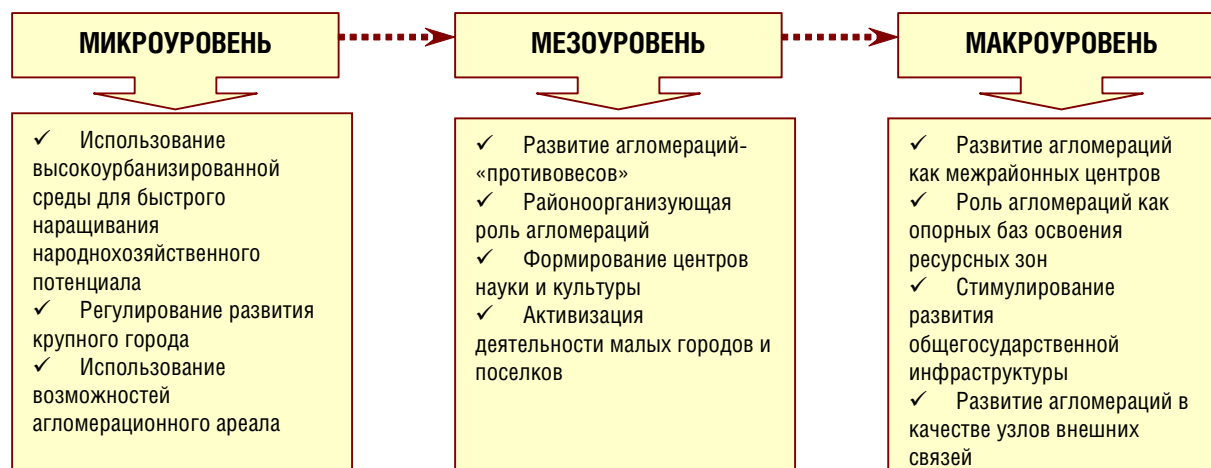 МИКРОУРОВЕНЬ
✓ Использование
высокоурбанизированной
среды для быстрого
наращивания
народнохозяйственного
потенциала
✓ Регулирование развития
крупного города
✓ Использование
возможностей
агломерационного ареала
МЕЗОУРОВЕНЬ
✓ Развитие агломераций-
«противовесов»
✓ Районоорганизующая
роль агломераций
✓ Формирование центров
науки и культуры
✓ Активизация
деятельности малых городов и
поселков
МАКРОУРОВЕНЬ
✓ Развитие агломераций
как межрайонных центров
✓ Роль агломераций как
опорных баз освоения
ресурсных зон
✓ Стимулирование
развития
общегосударственной
инфраструктуры
✓ Развитие агломераций в
качестве узлов внешних
связей